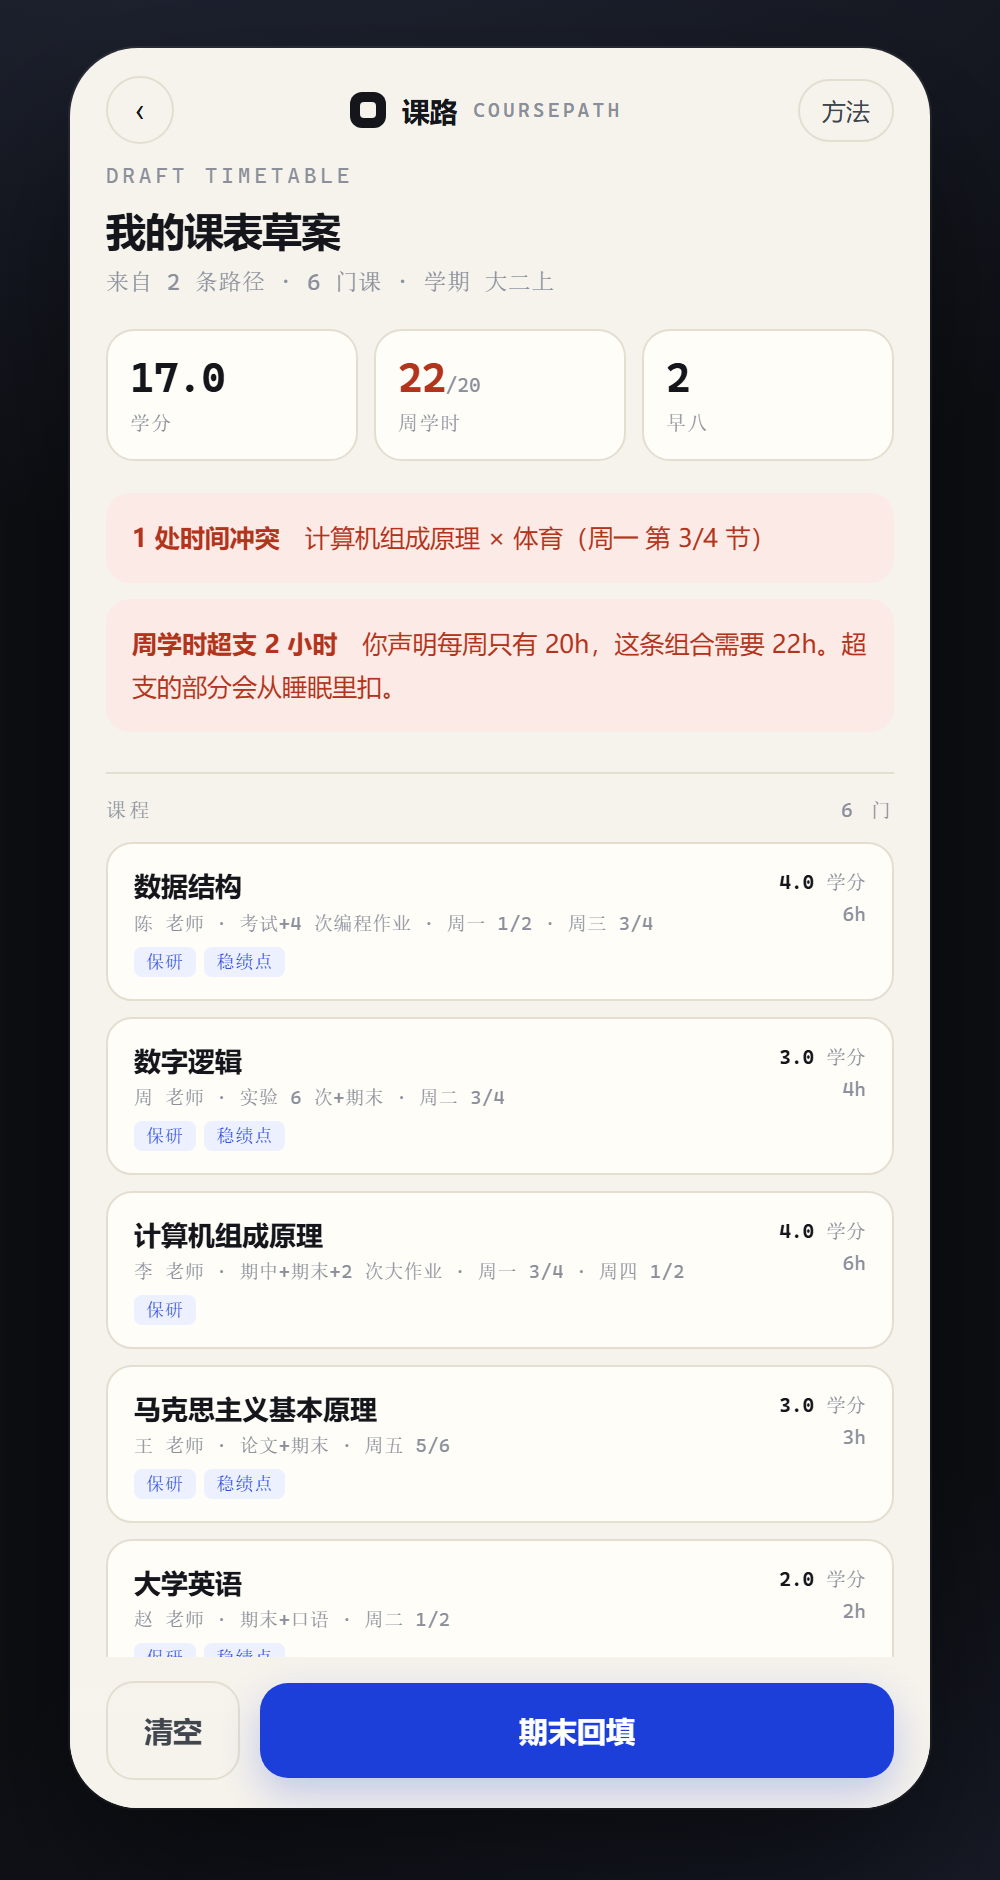 ‹
课路 COURSEPATH
方法
DRAFT TIMETABLE
我的课表草案
来自 2 条路径 · 6 门课 · 学期 大二上
17.0
学分
22/20
周学时
2
早八
1 处时间冲突 计算机组成原理 × 体育（周一 第 3/4 节）
周学时超支 2 小时 你声明每周只有 20h，这条组合需要 22h。超
支的部分会从睡眠里扣。
课程 6 门
数据结构 4.0 学分
陈 老师 · 考试+4 次编程作业 · 周一 1/2 · 周三 3/4 6h
保研 稳绩点
数字逻辑 3.0 学分
周 老师 · 实验 6 次+期末 · 周二 3/4 4h
保研 稳绩点
计算机组成原理 4.0 学分
李 老师 · 期中+期末+2 次大作业 · 周一 3/4 · 周四 1/2 6h
保研
马克思主义基本原理 3.0 学分
王 老师 · 论文+期末 · 周五 5/6 3h
保研 稳绩点
大学英语 2.0 学分
赵 老师 · 期末+口语 · 周二 1/2 2h
保研 稳绩点
清空 期末回填